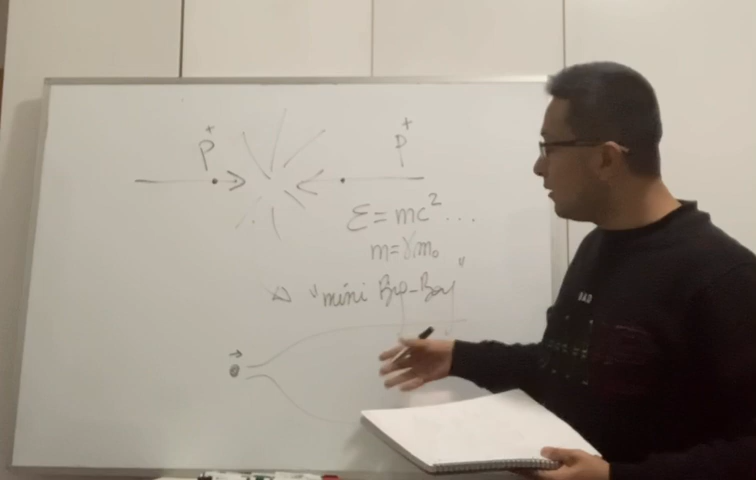 P⁺ P⁺
E = mc² ...
m = γm₀
"mini Big-Bang"